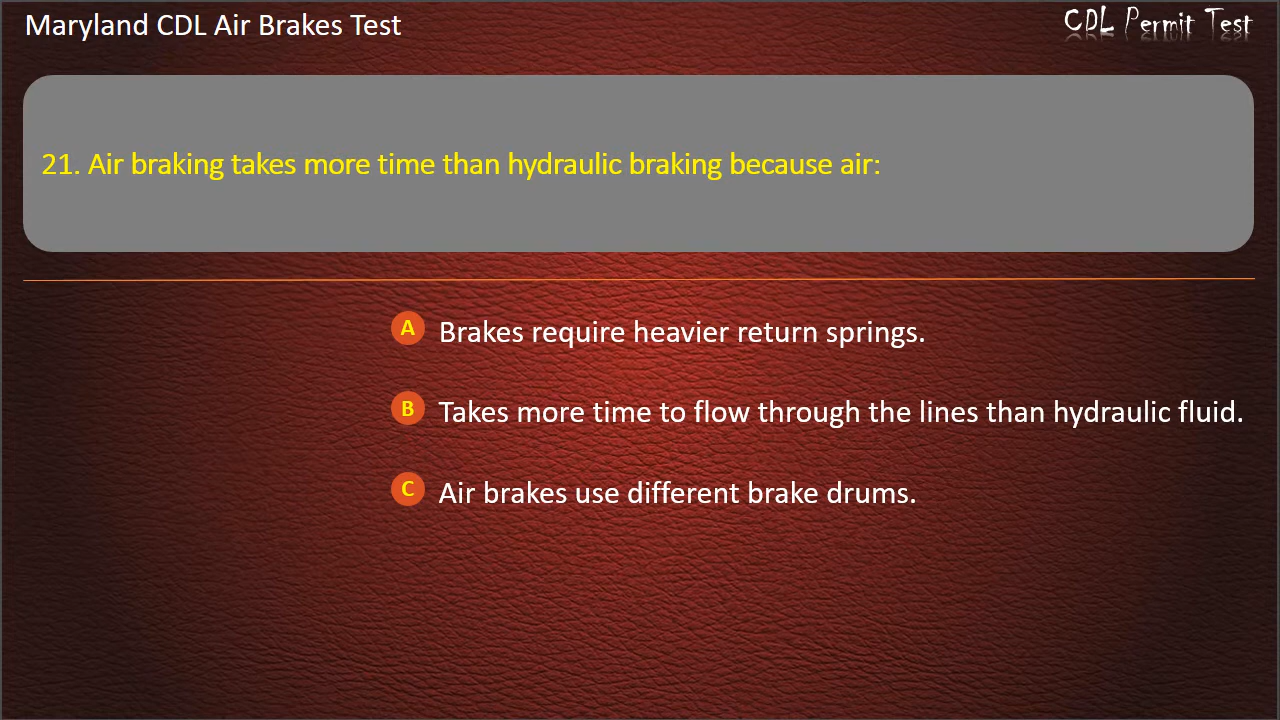 Maryland CDL Air Brakes Test
CDL Permit Test
21. Air braking takes more time than hydraulic braking because air:
A Brakes require heavier return springs.
B Takes more time to flow through the lines than hydraulic fluid.
C Air brakes use different brake drums.